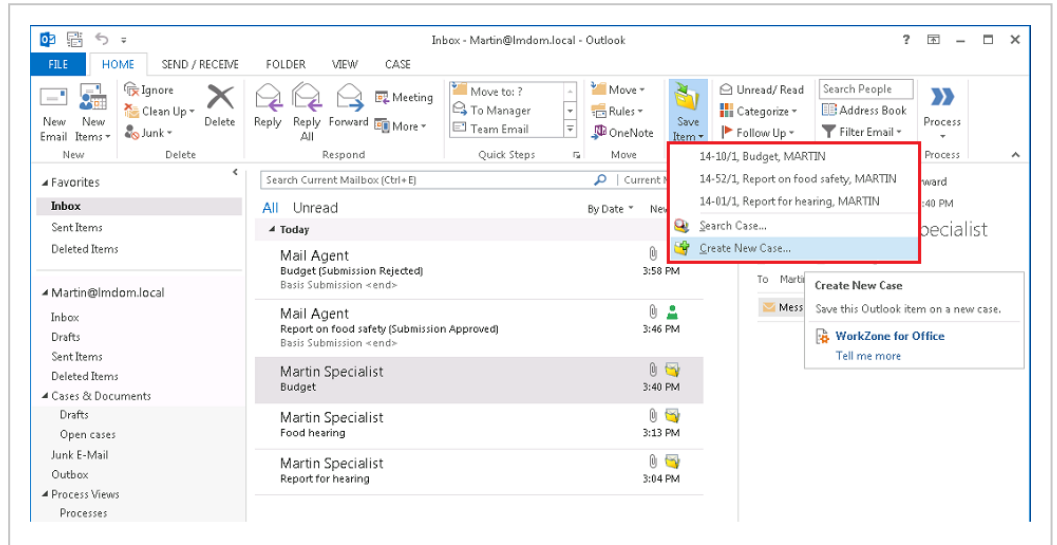 Inbox - Martin@lmdom.local - Outlook
FILE HOME SEND / RECEIVE FOLDER VIEW CASE
New Email
New Items
Ignore
Clean Up
Junk
Delete
Reply
Reply All
Forward
Meeting
More
Move to: ?
To Manager
Team Email
Move
Rules
OneNote
Save Item
Unread/ Read
Categorize
Follow Up
Search People
Address Book
Filter Email
Process
New Delete Respond Quick Steps Move Process
14-10/1, Budget, MARTIN
14-52/1, Report on food safety, MARTIN
14-01/1, Report for hearing, MARTIN
Search Case...
Create New Case...
Favorites
Inbox
Sent Items
Deleted Items
Martin@lmdom.local
Inbox
Drafts
Sent Items
Deleted Items
Cases & Documents
Drafts
Open cases
Junk E-Mail
Outbox
Process Views
Processes
Search Current Mailbox (Ctrl+E) Current
All Unread By Date
Today
Mail Agent
Budget (Submission Rejected) 3:58 PM
Basis Submission <end>
Mail Agent
Report on food safety (Submission Approved) 3:46 PM
Basis Submission <end>
Martin Specialist
Budget 3:40 PM
Martin Specialist
Food hearing 3:13 PM
Martin Specialist
Report for hearing 3:04 PM
ward
:40 PM
pecialist
To Marti
Mess
Create New Case
Save this Outlook item on a new case.
WorkZone for Office
Tell me more